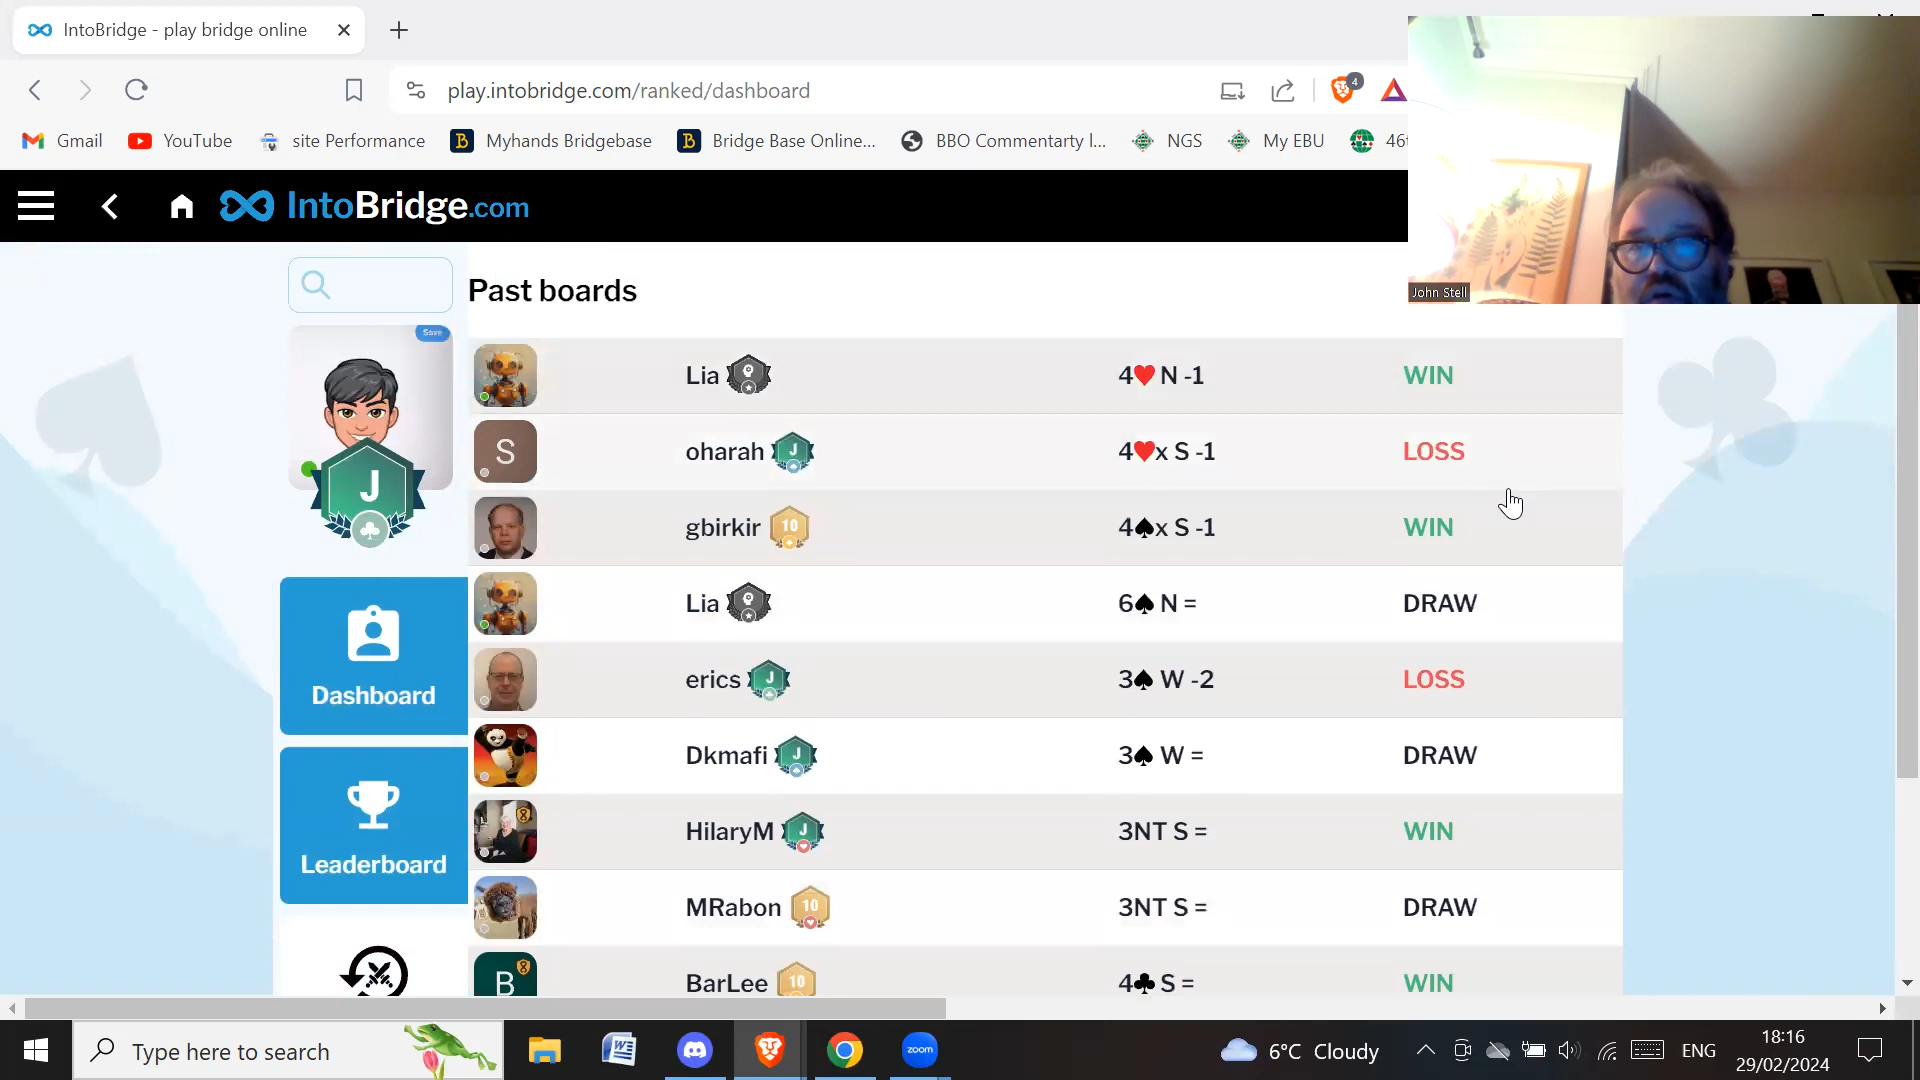 IntoBridge - play bridge online
play.intobridge.com/ranked/dashboard
4
Gmail YouTube site Performance Myhands Bridgebase Bridge Base Online... BBO Commentarty l... NGS My EBU 46t
IntoBridge.com
John Stell
Past boards
Save
J
Lia 4♥ N -1 WIN
S oharah J 4♥x S -1 LOSS
gbirkir 10 4♠x S -1 WIN
Lia 6♠ N = DRAW
erics J 3♠ W -2 LOSS
Dkmafi J 3♠ W = DRAW
HilaryM J 3NT S = WIN
MRabon 10 3NT S = DRAW
B BarLee 10 4♣ S = WIN
Dashboard
Leaderboard
Type here to search
zoom
6°C Cloudy
ENG
18:16
29/02/2024